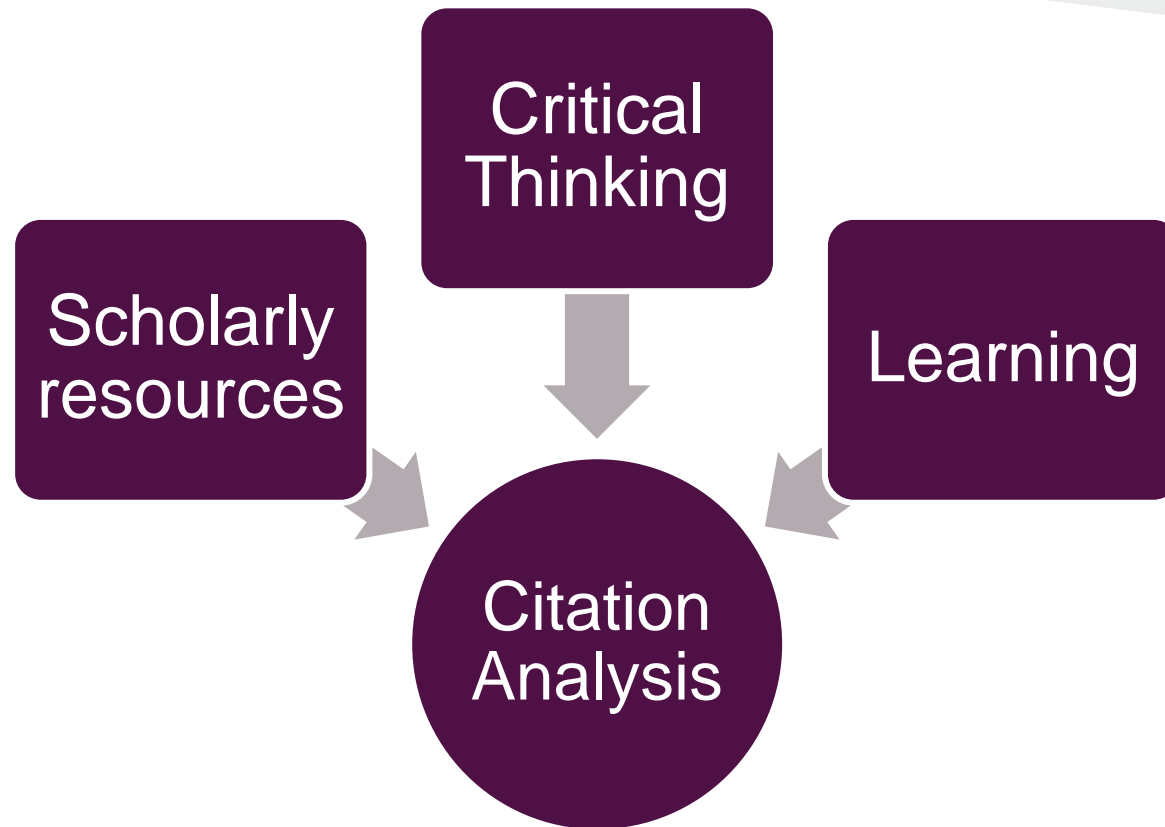 Critical
Thinking
Scholarly
resources
Learning
Citation
Analysis